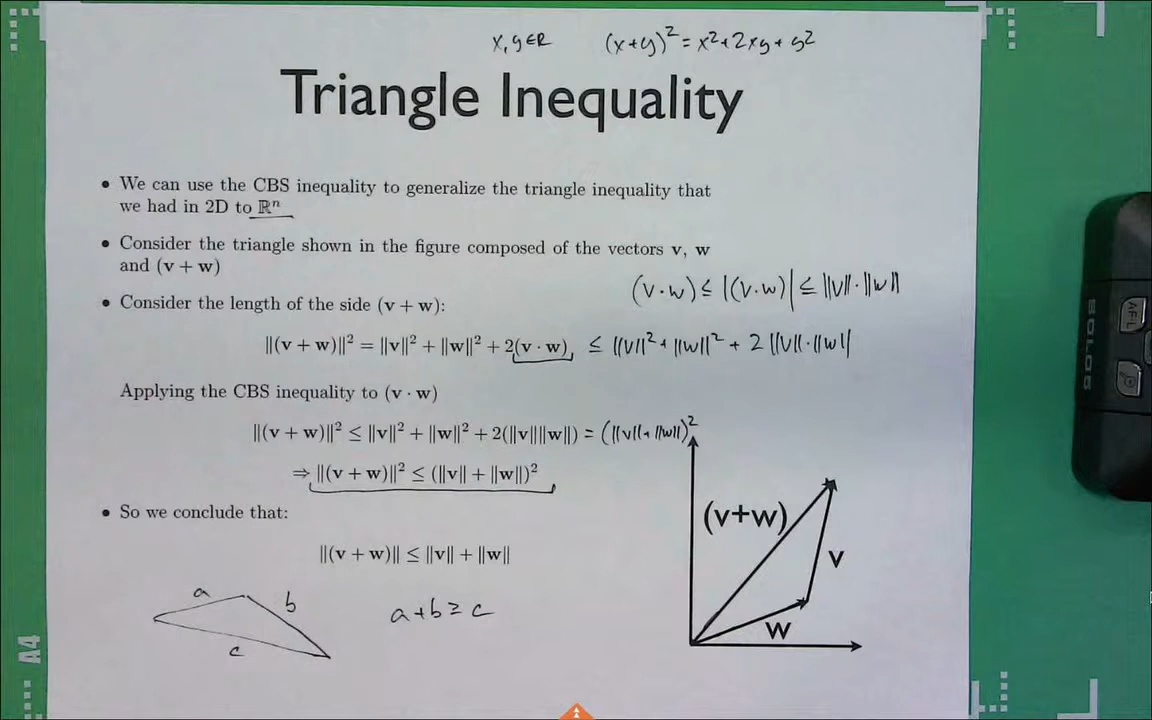 x,y∈R (x+y)² = x²+2xy+y²
Triangle Inequality
• We can use the CBS inequality to generalize the triangle inequality that
we had in 2D to ℝⁿ
• Consider the triangle shown in the figure composed of the vectors v, w
and (v + w)
(v·w) ≤ |(v·w)| ≤ ||v||·||w||
• Consider the length of the side (v + w):
||(v + w)||² = ||v||² + ||w||² + 2(v · w), ≤ ||v||² + ||w||² + 2 ||v||·||w||
Applying the CBS inequality to (v · w)
||(v + w)||² ≤ ||v||² + ||w||² + 2(||v||||w||) = (||v||+||w||)²
⇒ ||(v + w)||² ≤ (||v|| + ||w||)²
• So we conclude that:
||(v + w)|| ≤ ||v|| + ||w||
(v+w)
v
w
a
b
c
a+b ≥ c
A4
AF-L